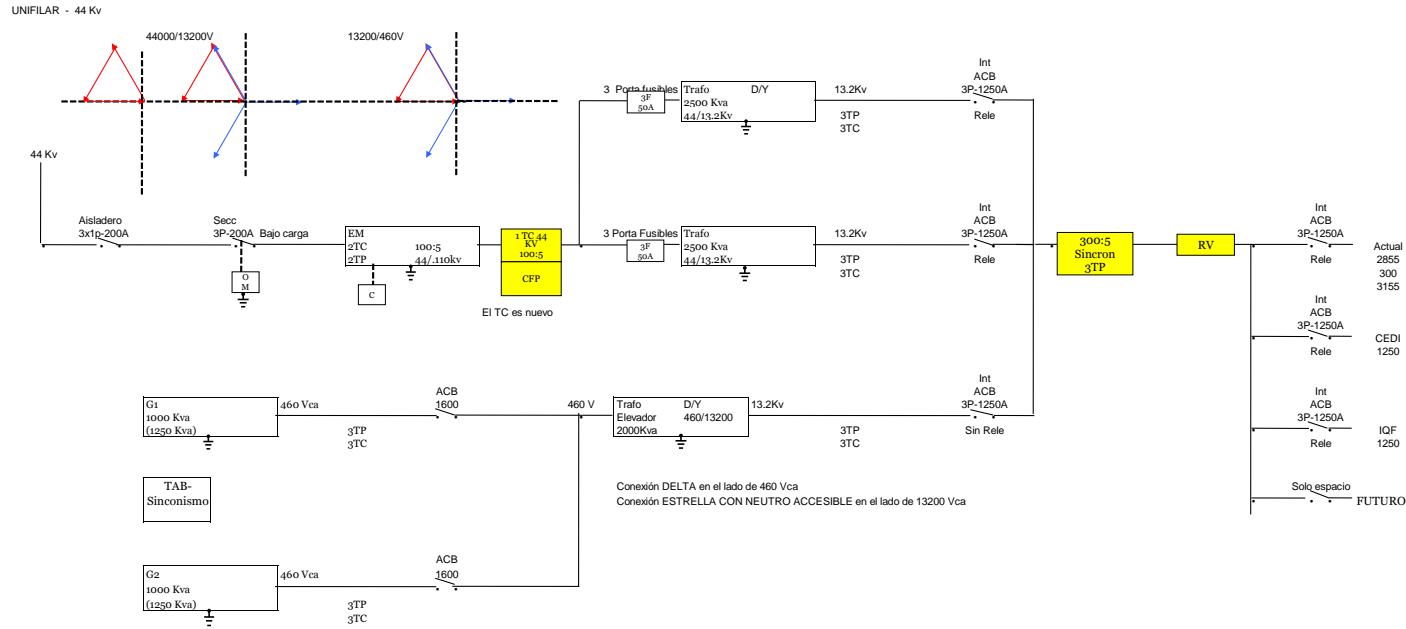 UNIFILAR - 44 Kv
44000/13200V
13200/460V
44 Kv
Aisladero
3x1p-200A
Secc
3P-200A Bajo carga
O
M
EM
2TC
2TP
100:5
44/.110kv
C
1 TC 44
KV
100:5
CFP
El TC es nuevo
3 Porta fusibles
3F
50A
Trafo D/Y
2500 Kva
44/13.2Kv
13.2Kv
3TP
3TC
Int
ACB
3P-1250A
Rele
3 Porta Fusibles
3F
50A
Trafo
2500 Kva
44/13.2Kv
13.2Kv
3TP
3TC
Int
ACB
3P-1250A
Rele
300:5
Sincron
3TP
RV
Int
ACB
3P-1250A
Rele
Actual
2855
300
3155
Int
ACB
3P-1250A
Rele
CEDI
1250
Int
ACB
3P-1250A
Rele
IQF
1250
Solo espacio
FUTURO
G1
1000 Kva
(1250 Kva)
460 Vca
3TP
3TC
ACB
1600
460 V
Trafo D/Y
Elevador 460/13200
2000Kva
13.2Kv
3TP
3TC
Int
ACB
3P-1250A
Sin Rele
TAB-
Sinconismo
Conexión DELTA en el lado de 460 Vca
Conexión ESTRELLA CON NEUTRO ACCESIBLE en el lado de 13200 Vca
G2
1000 Kva
(1250 Kva)
460 Vca
3TP
3TC
ACB
1600